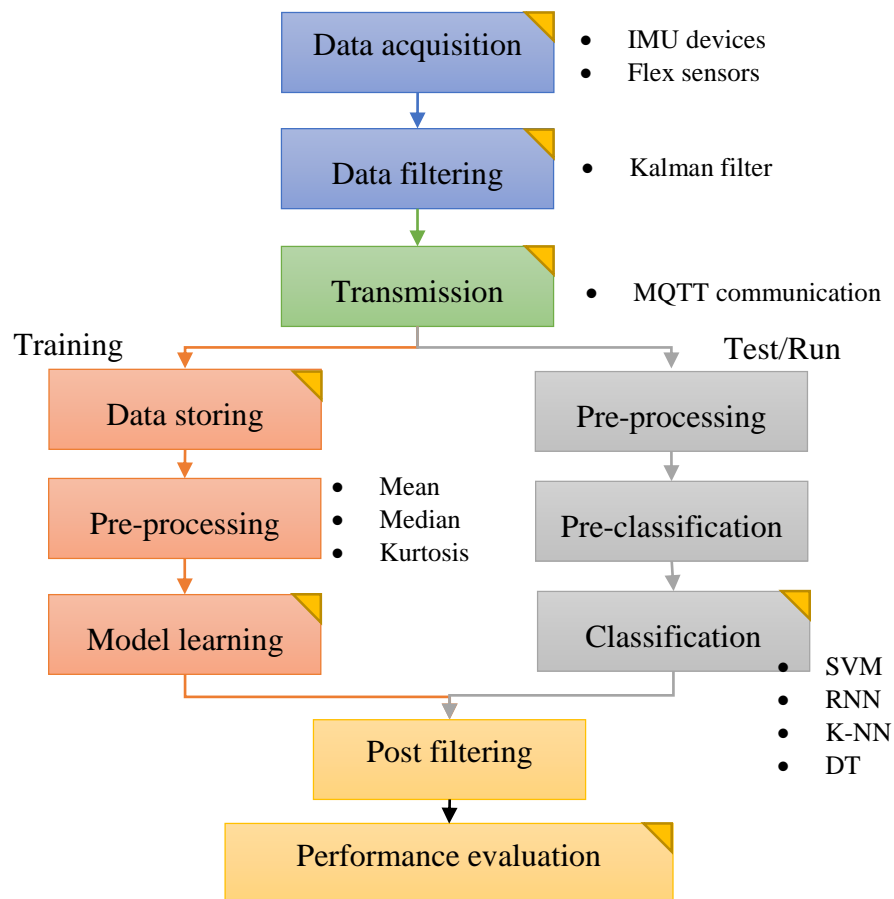 Data acquisition
• IMU devices
• Flex sensors
Data filtering
• Kalman filter
Transmission
• MQTT communication
Training
Test/Run
Data storing
Pre-processing
Pre-processing
• Mean
• Median
• Kurtosis
Pre-classification
Model learning
Classification
• SVM
• RNN
• K-NN
• DT
Post filtering
Performance evaluation